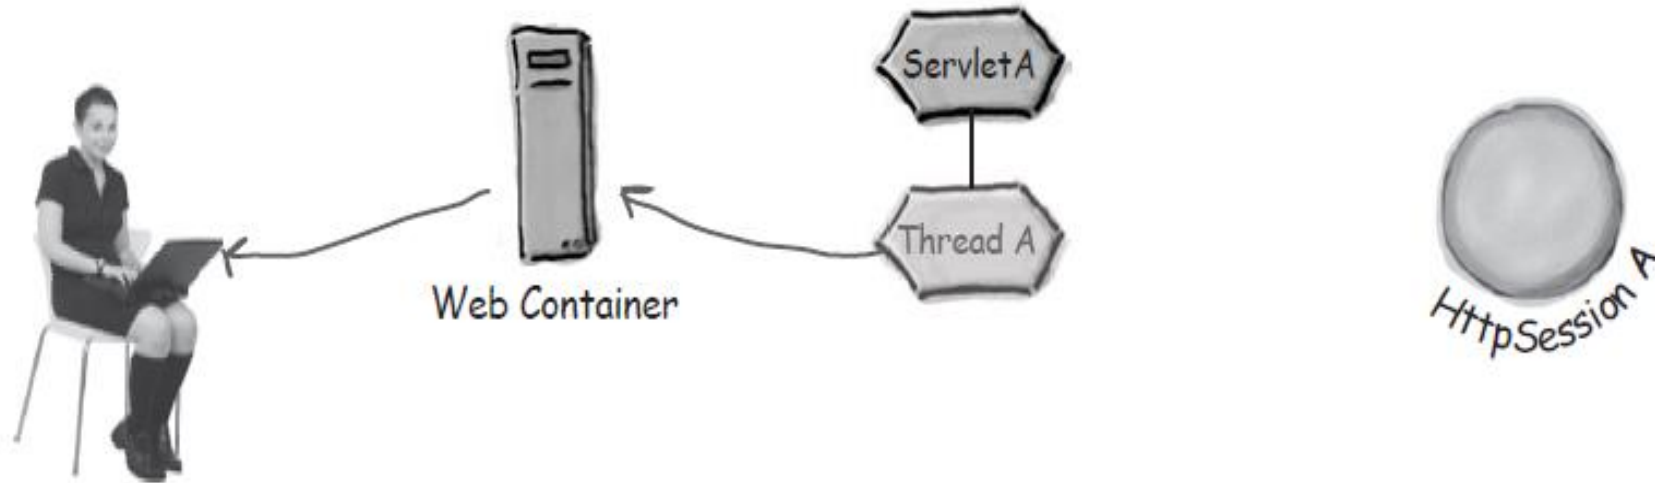 ServletA
Thread A
Web Container
HttpSession A